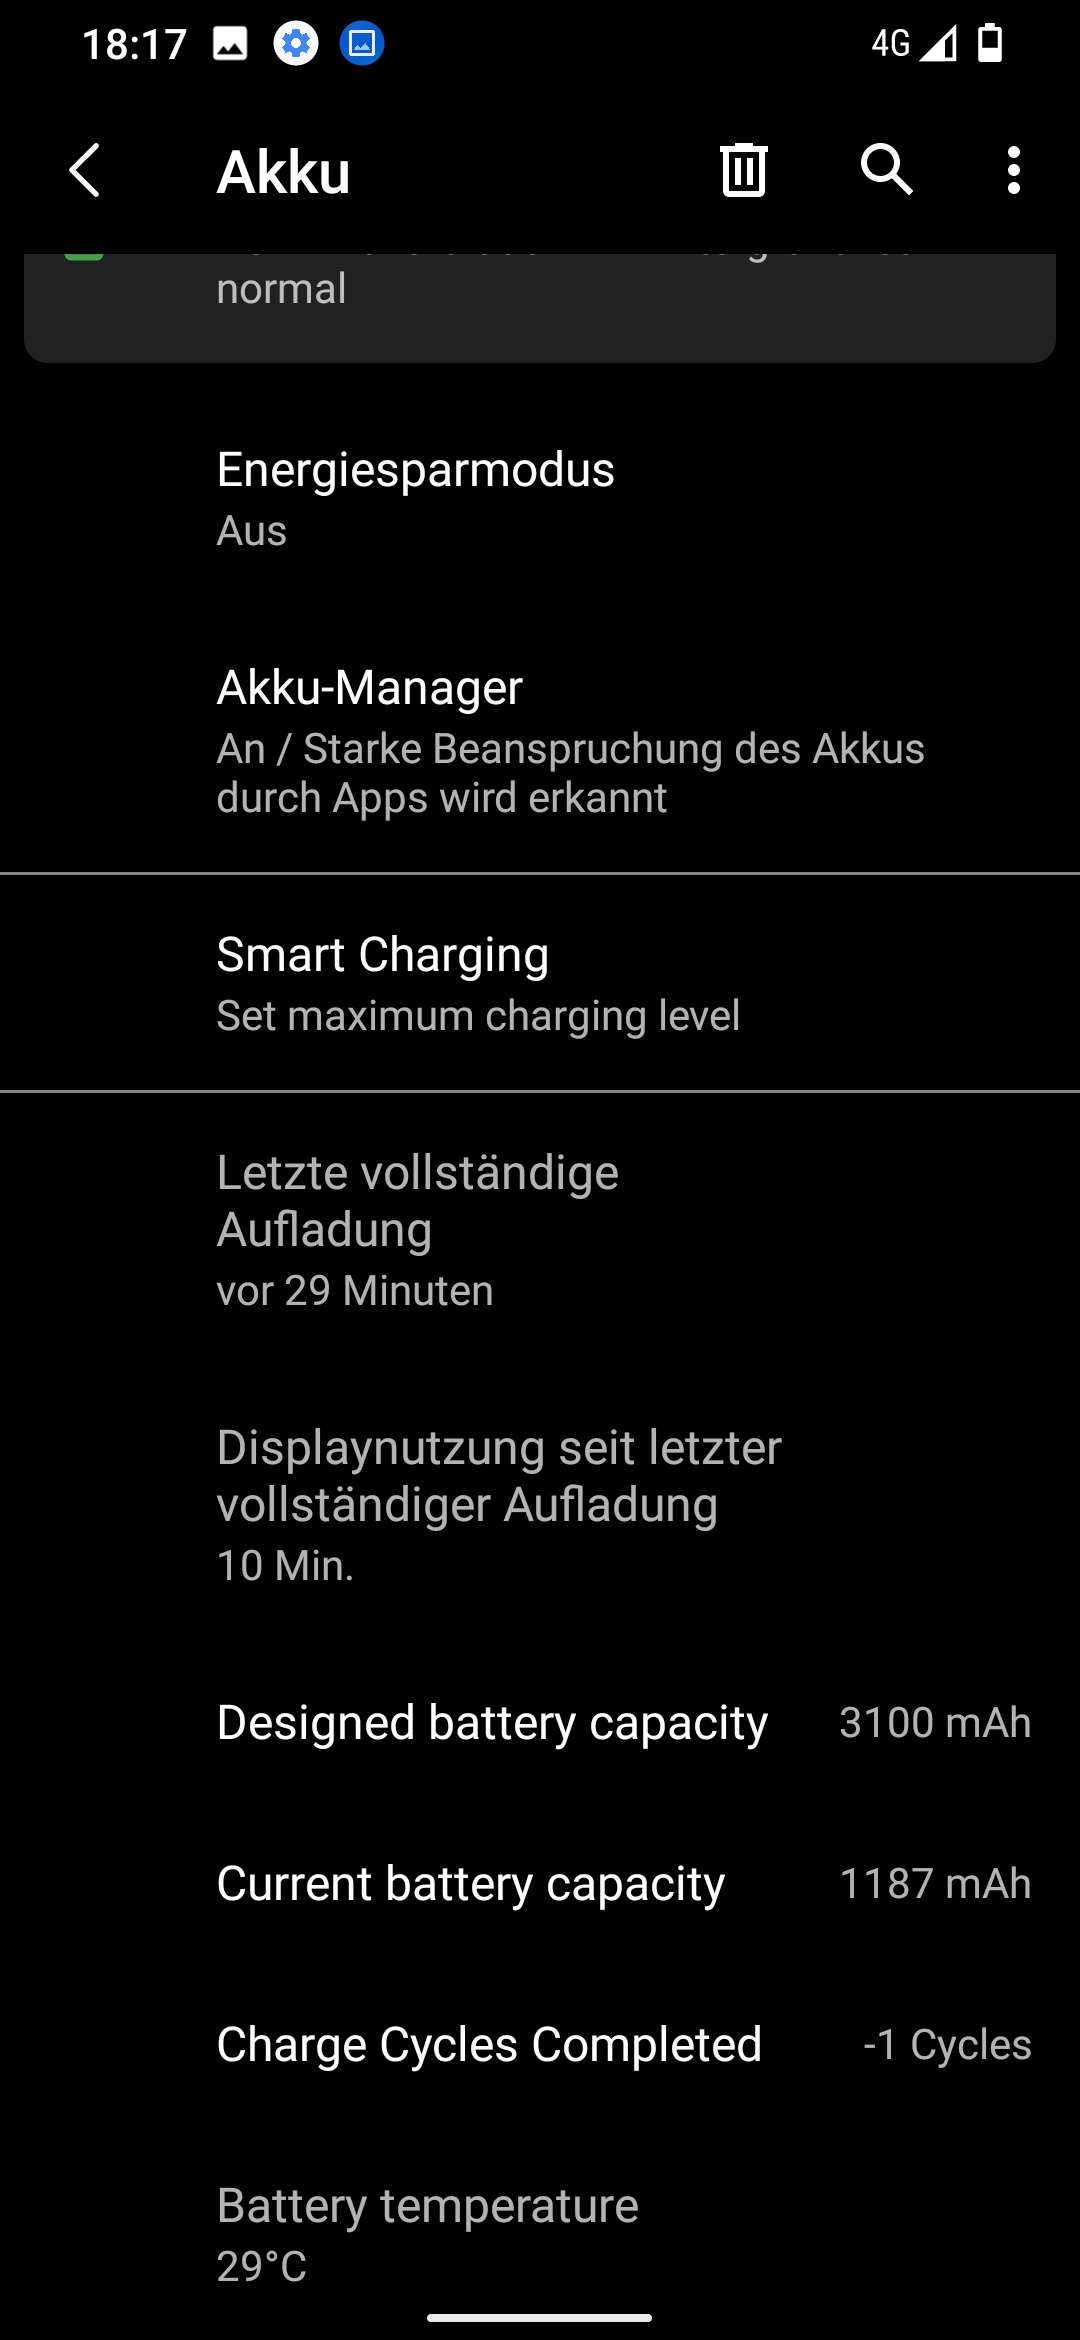 18:17
4G
Akku
normal
Energiesparmodus
Aus
Akku-Manager
An / Starke Beanspruchung des Akkus
durch Apps wird erkannt
Smart Charging
Set maximum charging level
Letzte vollständige
Aufladung
vor 29 Minuten
Displaynutzung seit letzter
vollständiger Aufladung
10 Min.
Designed battery capacity 3100 mAh
Current battery capacity 1187 mAh
Charge Cycles Completed -1 Cycles
Battery temperature
29°C